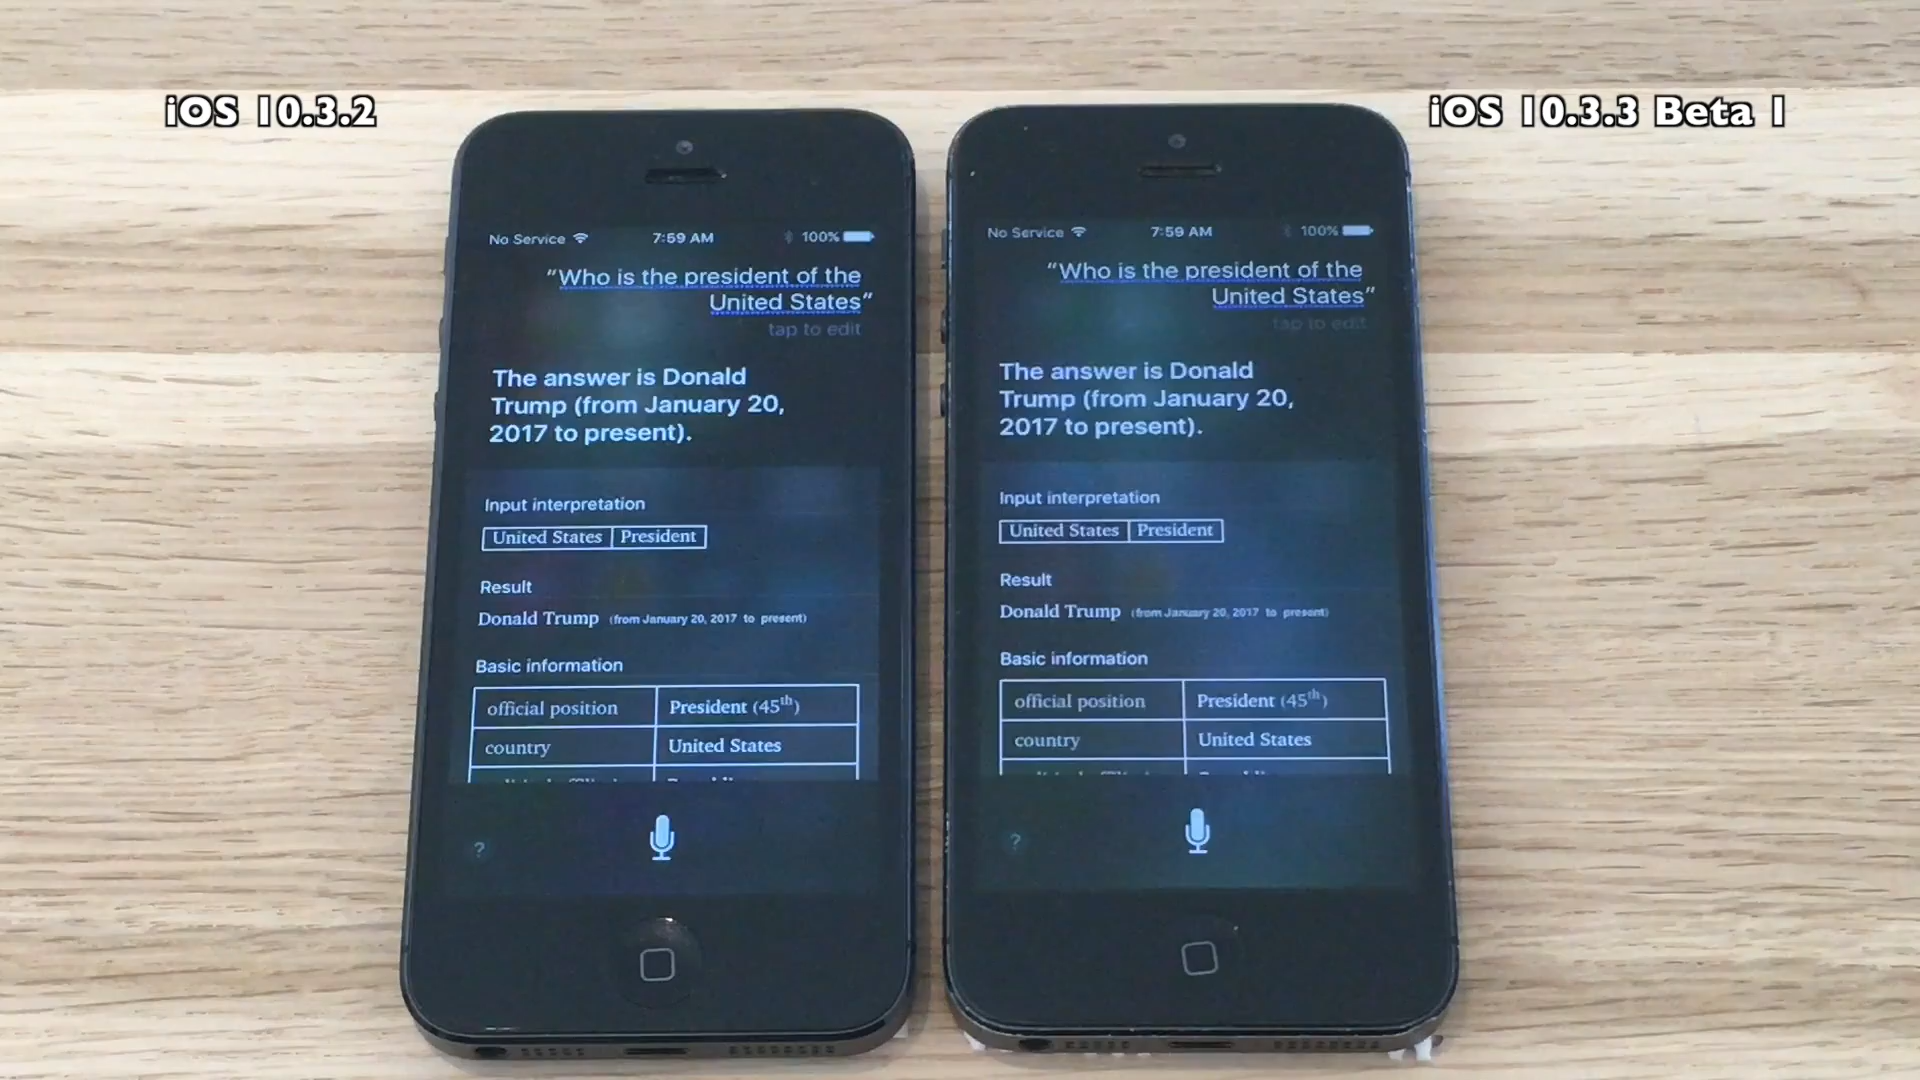 iOS 10.3.2
No Service 7:59 AM 100%
“Who is the president of the
United States”
tap to edit
The answer is Donald
Trump (from January 20,
2017 to present).
Input interpretation
United States President
Result
Donald Trump (from January 20, 2017 to present)
Basic information
official position President (45th)
country United States
?
iOS 10.3.3 Beta 1
No Service 7:59 AM 100%
“Who is the president of the
United States”
tap to edit
The answer is Donald
Trump (from January 20,
2017 to present).
Input interpretation
United States President
Result
Donald Trump (from January 20, 2017 to present)
Basic information
official position President (45th)
country United States
?